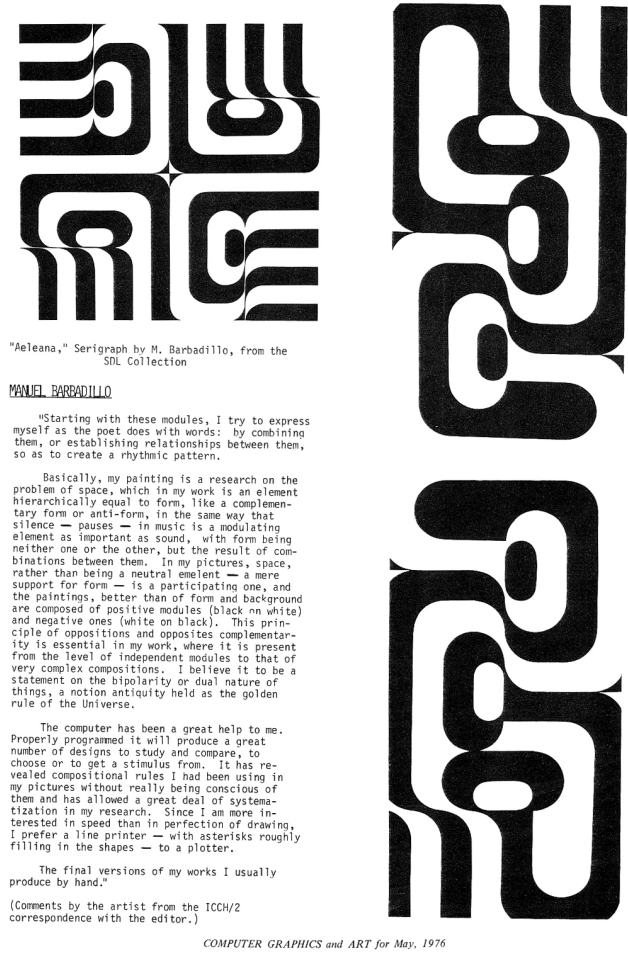 "Aeleana," Serigraph by M. Barbadillo, from the
SDL Collection
MANUEL BARBADILLO
"Starting with these modules, I try to express
myself as the poet does with words: by combining
them, or establishing relationships between them,
so as to create a rhythmic pattern.
Basically, my painting is a research on the
problem of space, which in my work is an element
hierarchically equal to form, like a complemen-
tary form or anti-form, in the same way that
silence — pauses — in music is a modulating
element as important as sound, with form being
neither one or the other, but the result of com-
binations between them. In my pictures, space,
rather than being a neutral emelent — a mere
support for form — is a participating one, and
the paintings, better than of form and background
are composed of positive modules (black on white)
and negative ones (white on black). This prin-
ciple of oppositions and opposites complementar-
ity is essential in my work, where it is present
from the level of independent modules to that of
very complex compositions. I believe it to be a
statement on the bipolarity or dual nature of
things, a notion antiquity held as the golden
rule of the Universe.
The computer has been a great help to me.
Properly programmed it will produce a great
number of designs to study and compare, to
choose or to get a stimulus from. It has re-
vealed compositional rules I had been using in
my pictures without really being conscious of
them and has allowed a great deal of systema-
tization in my research. Since I am more in-
terested in speed than in perfection of drawing,
I prefer a line printer — with asterisks roughly
filling in the shapes — to a plotter.
The final versions of my works I usually
produce by hand."
(Comments by the artist from the ICCH/2
correspondence with the editor.)
COMPUTER GRAPHICS and ART for May, 1976